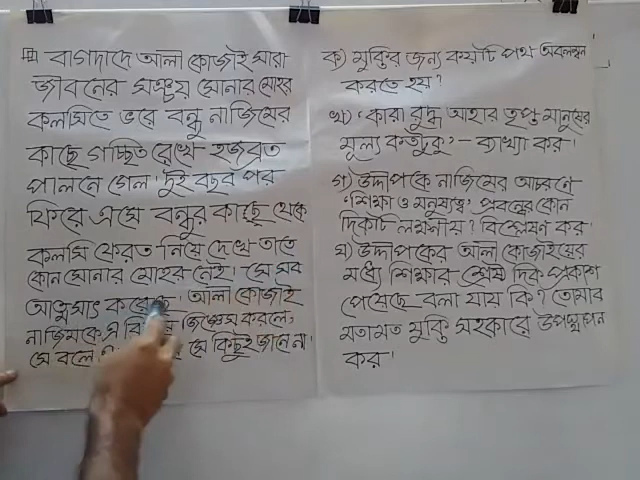 বাগদাদে আলী কোজাই সারা
জীবনের সঞ্চয় সোনার মোহর
কলসিতে ভরে বন্ধু নাজিমের
কাছে গচ্ছিত রেখে হজব্রত
পালনে গেল। দুই বছর পর
ফিরে এসে বন্ধুর কাছে থেকে
কলসি ফেরত নিয়ে দেখে তাতে
কোন সোনার মোহর নেই। সে সব
আত্মসাৎ করেছে। আলী কোজাই
নাজিমকে এ জিজ্ঞেস করলে,
সে বলে সে কিছুই জানে না।
ক) মুক্তির জন্য কয়টি পথ অবলম্বন
করতে হয়?
খ) 'কারা রুদ্ধ আহার তৃপ্ত মানুষের
মূল্য কতটুকু' – ব্যাখ্যা কর।
গ) উদ্দীপকে নাজিমের আচরনে
'শিক্ষা ও মনুষ্যত্ব' প্রবন্ধের কোন
দিকটি লক্ষণীয়? বিশ্লেষণ কর।
ঘ) উদ্দীপকের আলী কোজাইয়ের
মধ্যে শিক্ষার শ্রেষ্ঠ দিক প্রকাশ
পেয়েছে বলা যায় কি? তোমার
মতামত যুক্তি সহকারে উপস্থাপন
কর।